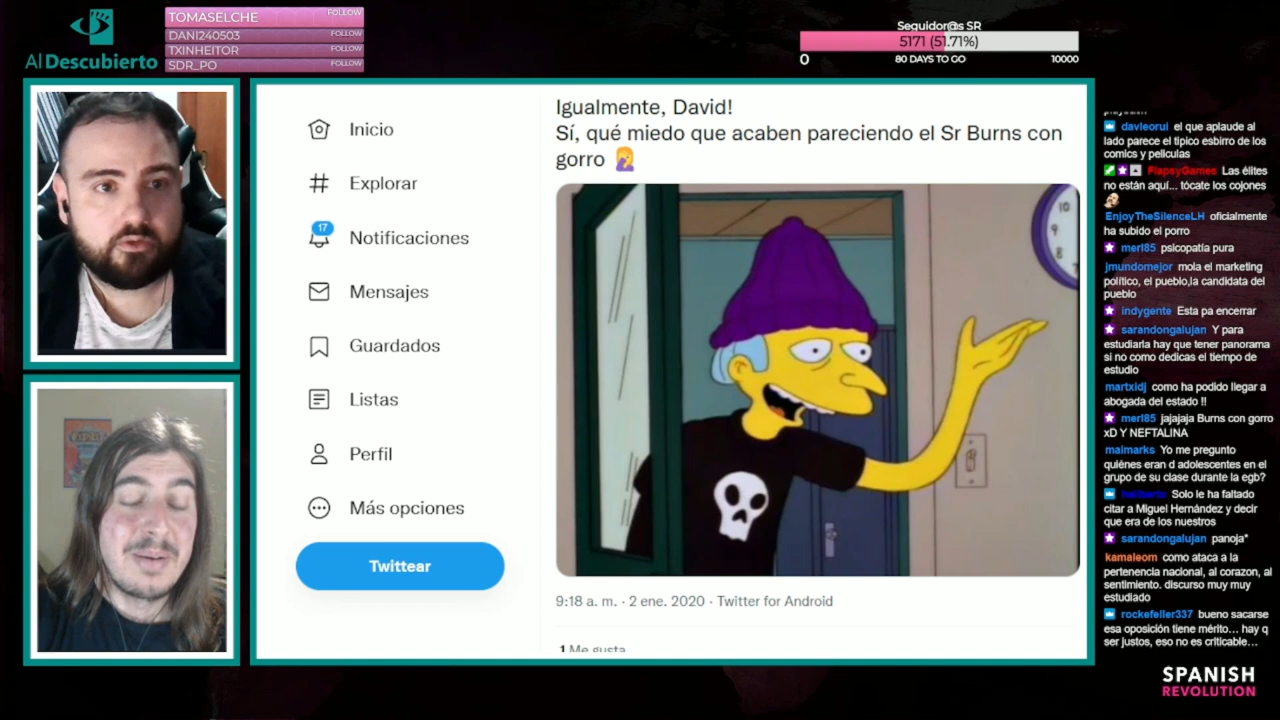 Al Descubierto
TOMASELCHE FOLLOW
DANI240503 FOLLOW
TXINHEITOR FOLLOW
SDR_PO FOLLOW
Seguidor@s SR
5171 (51.71%)
0 80 DAYS TO GO 10000
Inicio
Explorar
17
Notificaciones
Mensajes
Guardados
Listas
Perfil
Más opciones
Twittear
Igualmente, David!
Sí, qué miedo que acaben pareciendo el Sr Burns con
gorro
9:18 a. m. · 2 ene. 2020 · Twitter for Android
1 Me gusta
davleorui el que aplaude al
lado parece el tipico esbirro de los
comics y peliculas
FlapsyGames Las élites
no están aquí... tócate los cojones
EnjoyTheSilenceLH oficialmente
ha subido el porro
merl85 psicopatía pura
jmundomejor mola el marketing
político, el pueblo,la candidata del
pueblo
indygente Esta pa encerrar
sarandongalujan Y para
estudiarla hay que tener panorama
si no como dedicas el tiempo de
estudio
martxidj como ha podido llegar a
abogada del estado !!
merl85 jajajaja Burns con gorro
xD Y NEFTALINA
malmarks Yo me pregunto
quiénes eran d adolescentes en el
grupo de su clase durante la egb?
Solo le ha faltado
citar a Miguel Hernández y decir
que era de los nuestros
sarandongalujan panoja*
kamaleom como ataca a la
pertenencia nacional, al corazon, al
sentimiento. discurso muy muy
estudiado
rockefeller337 bueno sacarse
esa oposición tiene mérito... hay q
ser justos, eso no es criticable...
SPANISH
REVOLUTION